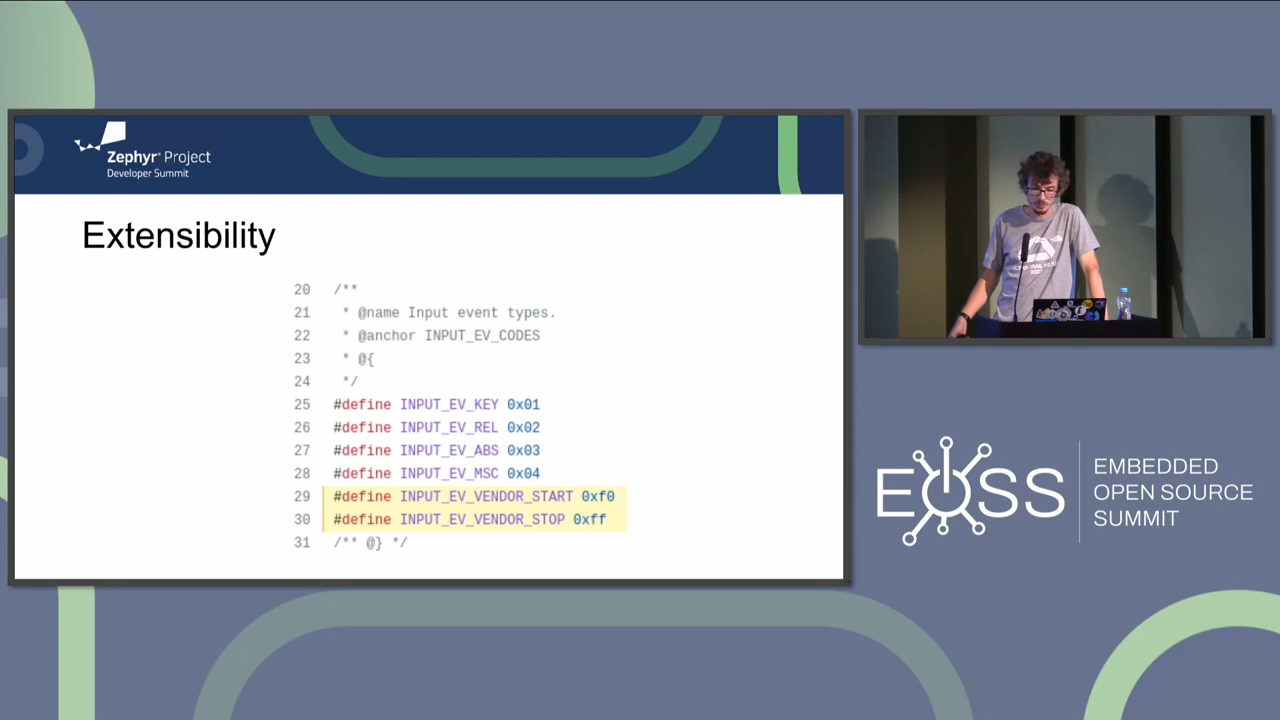 Zephyr® Project
Developer Summit
Extensibility
20 /**
21 * @name Input event types.
22 * @anchor INPUT_EV_CODES
23 * @{
24 */
25 #define INPUT_EV_KEY 0x01
26 #define INPUT_EV_REL 0x02
27 #define INPUT_EV_ABS 0x03
28 #define INPUT_EV_MSC 0x04
29 #define INPUT_EV_VENDOR_START 0xf0
30 #define INPUT_EV_VENDOR_STOP 0xff
31 /** @} */
EOSS
EMBEDDED
OPEN SOURCE
SUMMIT